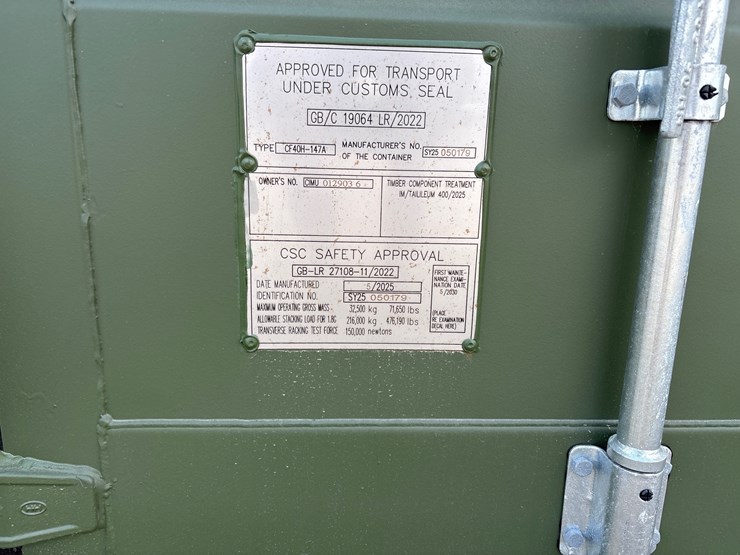 APPROVED FOR TRANSPORT
UNDER CUSTOMS SEAL
GB/C 19064 LR/2022
TYPE CF40H-147A MANUFACTURER'S NO. OF THE CONTAINER SY25 050179
OWNER'S NO. CIMU 012903 6
TIMBER COMPONENT TREATMENT
IM/TAILLEUM 400/2025
CSC SAFETY APPROVAL
GB-LR 27108-11/2022
DATE MANUFACTURED 5/2025
IDENTIFICATION NO. SY25 050179
MAXIMUM OPERATING GROSS MASS 32,500 kg 71,650 lbs
ALLOWABLE STACKING LOAD FOR 1.8G 216,000 kg 476,190 lbs
TRANSVERSE RACKING TEST FORCE 150,000 newtons
FIRST MAINTE-
NANCE EXAMI-
NATION DATE
5/2030
(PLACE
RE EXAMINATION
DECAL HERE)